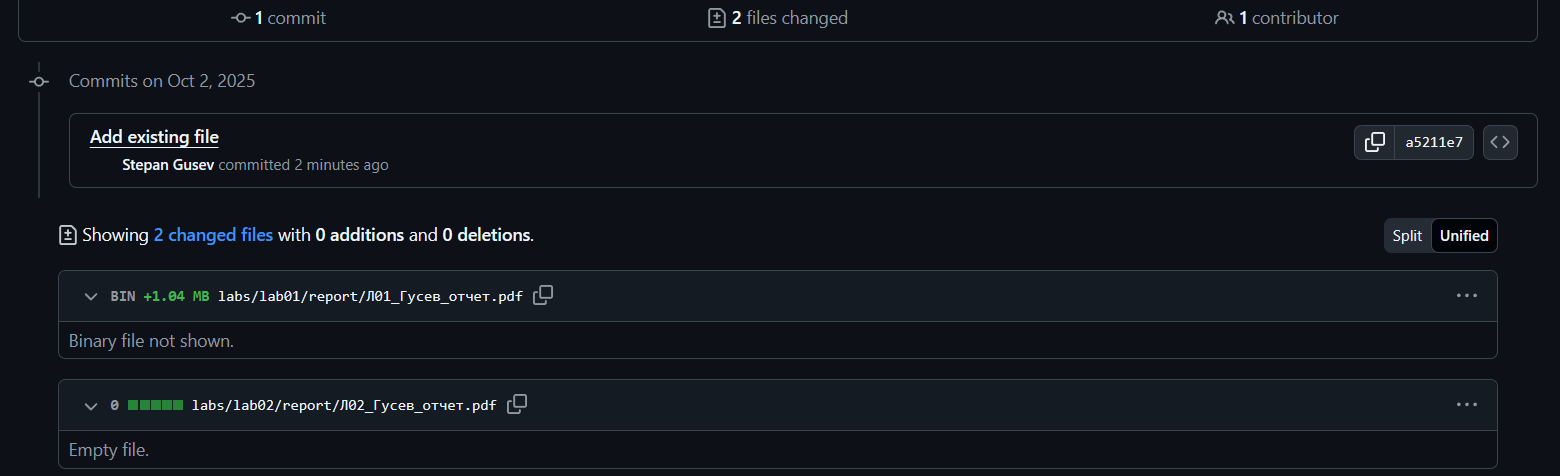 1 commit
2 files changed
1 contributor
Commits on Oct 2, 2025
Add existing file
Stepan Gusev committed 2 minutes ago
a5211e7
Showing 2 changed files with 0 additions and 0 deletions.
Split Unified
BIN +1.04 MB labs/lab01/report/Л01_Гусев_отчет.pdf
Binary file not shown.
0 labs/lab02/report/Л02_Гусев_отчет.pdf
Empty file.